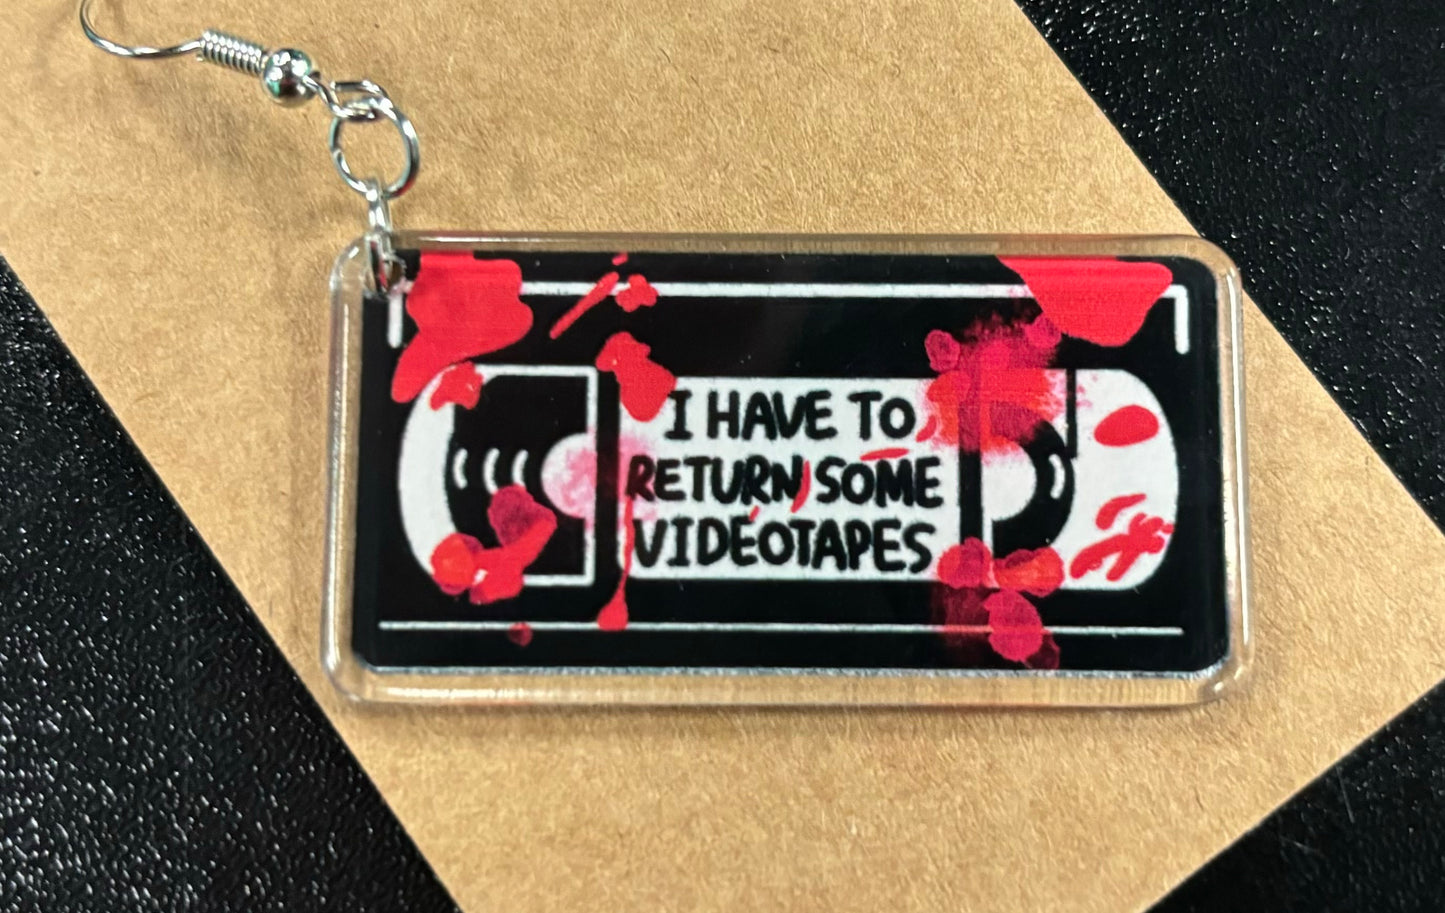 I HAVE TO
RETURN SOME
VIDEOTAPES